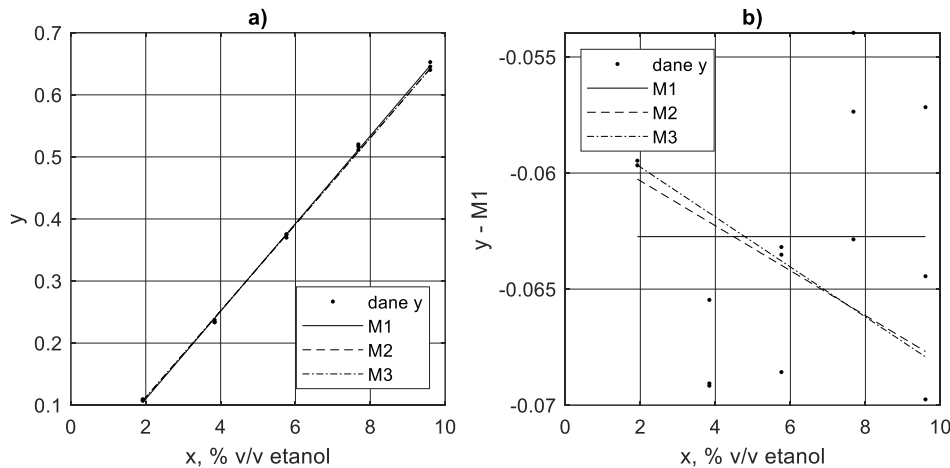 a)
0.7
0.6
0.5
0.4
0.3
0.2
0.1
y
dane y
M1
M2
M3
0 2 4 6 8 10
x, % v/v etanol
b)
-0.055
-0.06
-0.065
-0.07
y - M1
dane y
M1
M2
M3
0 2 4 6 8 10
x, % v/v etanol